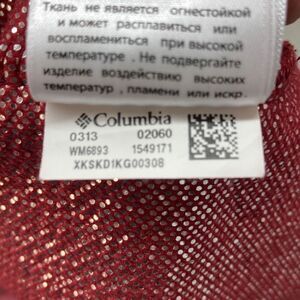 Ткань не является огнестойкой
и может расплавиться или
воспламениться при высокой
температуре . Не подвергайте
изделие воздействию высоких
температур , пламени или искр.
Columbia
0313 02060
WM6893 1549171
XKSKD1KG00308